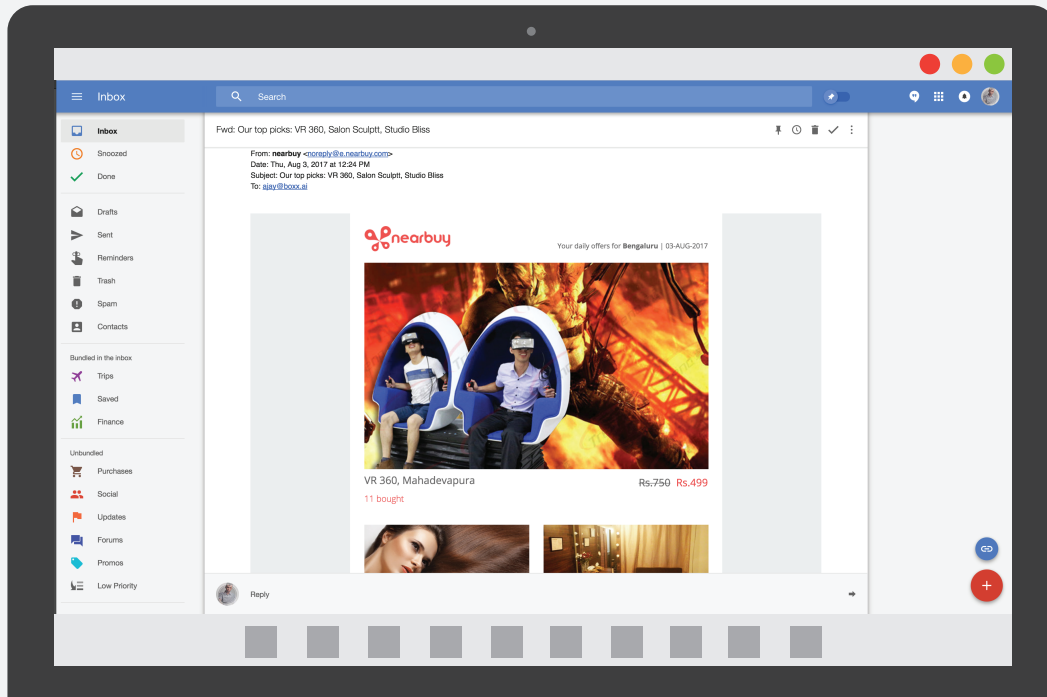 Inbox
Search
Inbox
Snoozed
Done
Drafts
Sent
Reminders
Trash
Spam
Contacts
Bundled in the inbox
Trips
Saved
Finance
Unbundled
Purchases
Social
Updates
Forums
Promos
Low Priority
Fwd: Our top picks: VR 360, Salon Sculptt, Studio Bliss
From: nearbuy <noreply@e.nearbuy.com>
Date: Thu, Aug 3, 2017 at 12:24 PM
Subject: Our top picks: VR 360, Salon Sculptt, Studio Bliss
To: ajay@boxx.ai
nearbuy
Your daily offers for Bengaluru | 03-AUG-2017
VR 360, Mahadevapura
Rs.750 Rs.499
11 bought
Reply